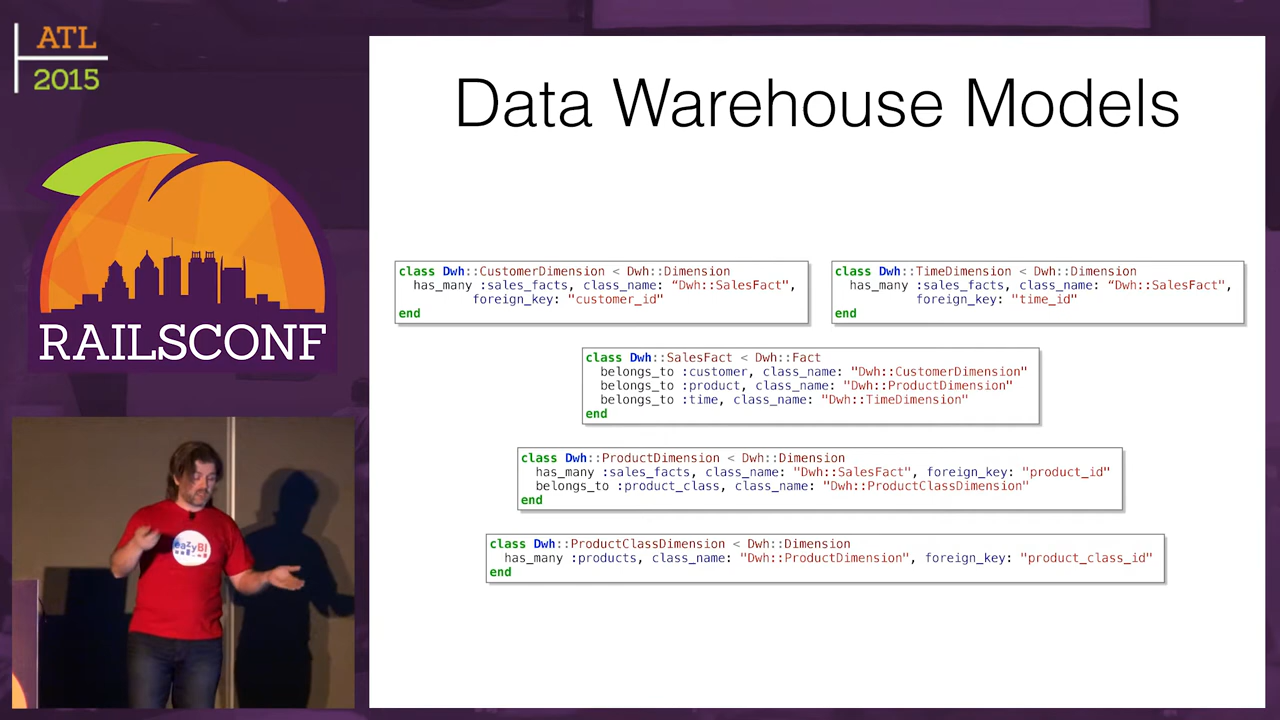 ATL
2015
RAILSCONF
eazyBI
Data Warehouse Models
class Dwh::CustomerDimension < Dwh::Dimension
  has_many :sales_facts, class_name: “Dwh::SalesFact",
          foreign_key: "customer_id"
end
class Dwh::TimeDimension < Dwh::Dimension
  has_many :sales_facts, class_name: “Dwh::SalesFact",
           foreign_key: "time_id"
end
class Dwh::SalesFact < Dwh::Fact
  belongs_to :customer, class_name: "Dwh::CustomerDimension"
  belongs_to :product, class_name: "Dwh::ProductDimension"
  belongs_to :time, class_name: "Dwh::TimeDimension"
end
class Dwh::ProductDimension < Dwh::Dimension
  has_many :sales_facts, class_name: "Dwh::SalesFact", foreign_key: "product_id"
  belongs_to :product_class, class_name: "Dwh::ProductClassDimension"
end
class Dwh::ProductClassDimension < Dwh::Dimension
  has_many :products, class_name: "Dwh::ProductDimension", foreign_key: "product_class_id"
end